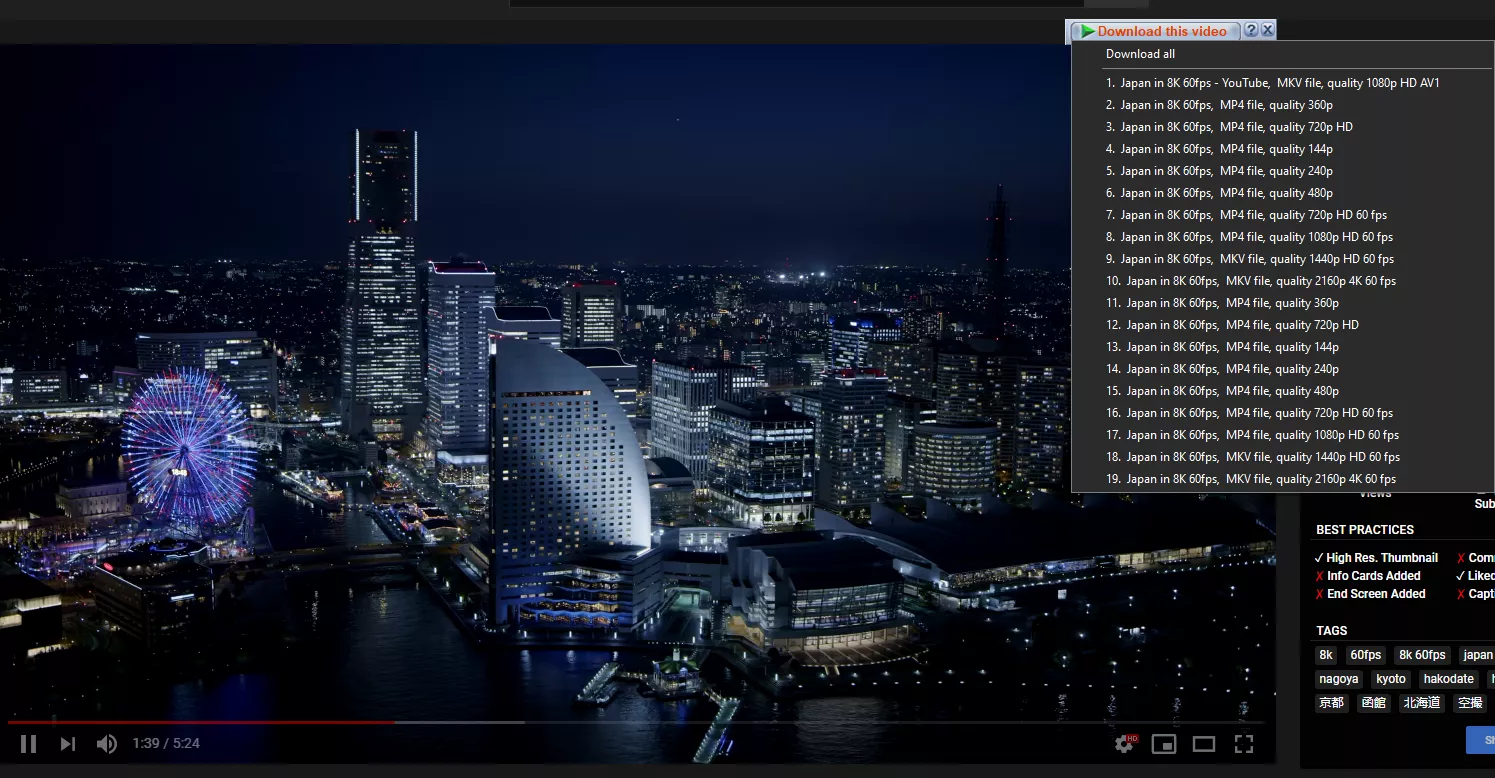 Download this video
Download all
1. Japan in 8K 60fps - YouTube, MKV file, quality 1080p HD AV1
2. Japan in 8K 60fps, MP4 file, quality 360p
3. Japan in 8K 60fps, MP4 file, quality 720p HD
4. Japan in 8K 60fps, MP4 file, quality 144p
5. Japan in 8K 60fps, MP4 file, quality 240p
6. Japan in 8K 60fps, MP4 file, quality 480p
7. Japan in 8K 60fps, MP4 file, quality 720p HD 60 fps
8. Japan in 8K 60fps, MP4 file, quality 1080p HD 60 fps
9. Japan in 8K 60fps, MKV file, quality 1440p HD 60 fps
10. Japan in 8K 60fps, MKV file, quality 2160p 4K 60 fps
11. Japan in 8K 60fps, MP4 file, quality 360p
12. Japan in 8K 60fps, MP4 file, quality 720p HD
13. Japan in 8K 60fps, MP4 file, quality 144p
14. Japan in 8K 60fps, MP4 file, quality 240p
15. Japan in 8K 60fps, MP4 file, quality 480p
16. Japan in 8K 60fps, MP4 file, quality 720p HD 60 fps
17. Japan in 8K 60fps, MP4 file, quality 1080p HD 60 fps
18. Japan in 8K 60fps, MKV file, quality 1440p HD 60 fps
19. Japan in 8K 60fps, MKV file, quality 2160p 4K 60 fps
Views
Sub
BEST PRACTICES
✓ High Res. Thumbnail ✗ Com
✗ Info Cards Added ✓ Liked
✗ End Screen Added ✗ Capt
TAGS
8k 60fps 8k 60fps japan
nagoya kyoto hakodate
京都 函館 北海道 空撮
1:39 / 5:24
HD